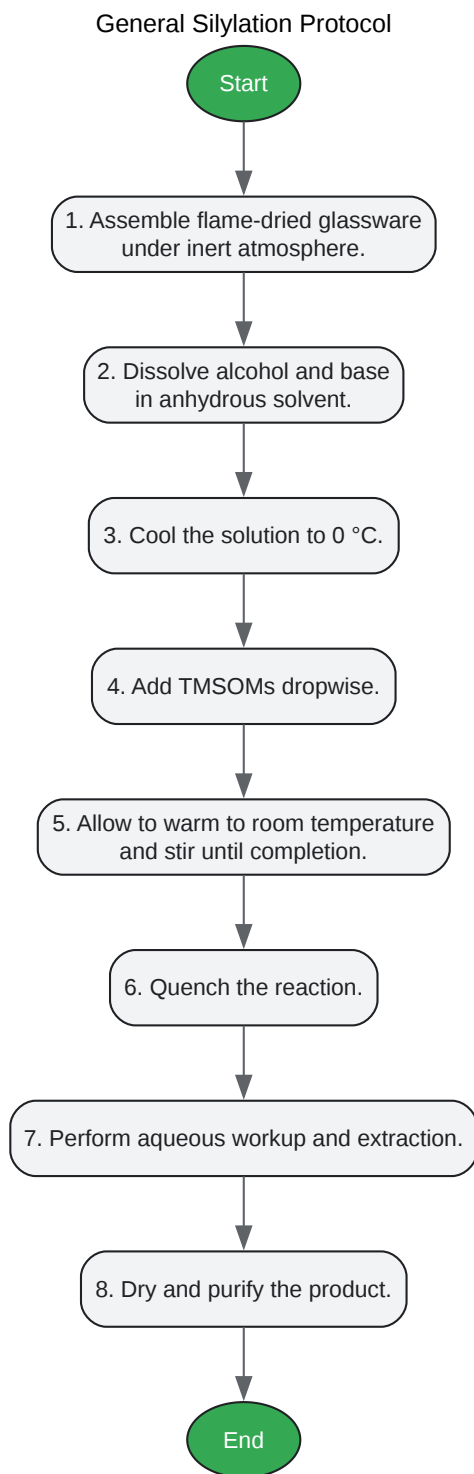 General Silylation Protocol
Start
1. Assemble flame-dried glassware
under inert atmosphere.
2. Dissolve alcohol and base
in anhydrous solvent.
3. Cool the solution to 0 °C.
4. Add TMSOMs dropwise.
5. Allow to warm to room temperature
and stir until completion.
6. Quench the reaction.
7. Perform aqueous workup and extraction.
8. Dry and purify the product.
End